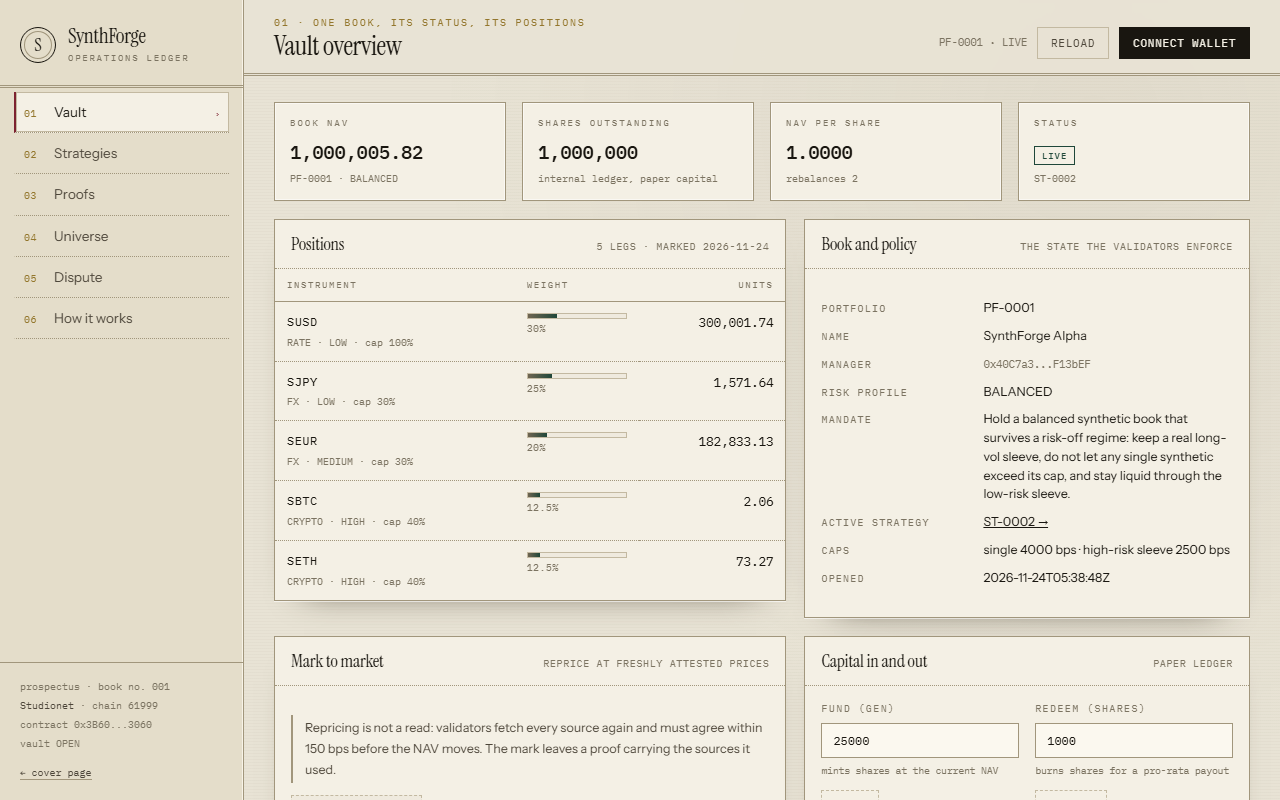 S
SynthForge
OPERATIONS LEDGER
01 Vault ›
02 Strategies
03 Proofs
04 Universe
05 Dispute
06 How it works
prospectus · book no. 001
Studionet · chain 61999
contract 0x3B60...3060
vault OPEN
← cover page
01 · ONE BOOK, ITS STATUS, ITS POSITIONS
Vault overview
PF-0001 · LIVE
RELOAD
CONNECT WALLET
BOOK NAV
1,000,005.82
PF-0001 · BALANCED
SHARES OUTSTANDING
1,000,000
internal ledger, paper capital
NAV PER SHARE
1.0000
rebalances 2
STATUS
LIVE
ST-0002
Positions
5 LEGS · MARKED 2026-11-24
INSTRUMENT WEIGHT UNITS
SUSD 300,001.74
30%
RATE · LOW · cap 100%
SJPY 1,571.64
25%
FX · LOW · cap 30%
SEUR 182,833.13
20%
FX · MEDIUM · cap 30%
SBTC 2.06
12.5%
CRYPTO · HIGH · cap 40%
SETH 73.27
12.5%
CRYPTO · HIGH · cap 40%
Book and policy
THE STATE THE VALIDATORS ENFORCE
PORTFOLIO PF-0001
NAME SynthForge Alpha
MANAGER 0x40C7a3...F13bEF
RISK PROFILE BALANCED
MANDATE Hold a balanced synthetic book that
survives a risk-off regime: keep a real long-
vol sleeve, do not let any single synthetic
exceed its cap, and stay liquid through the
low-risk sleeve.
ACTIVE STRATEGY ST-0002 →
CAPS single 4000 bps · high-risk sleeve 2500 bps
OPENED 2026-11-24T05:38:48Z
Mark to market
REPRICE AT FRESHLY ATTESTED PRICES
Repricing is not a read: validators fetch every source again and must agree within
150 bps before the NAV moves. The mark leaves a proof carrying the sources it
used.
Capital in and out
PAPER LEDGER
FUND (GEN)
25000
mints shares at the current NAV
REDEEM (SHARES)
1000
burns shares for a pro-rata payout